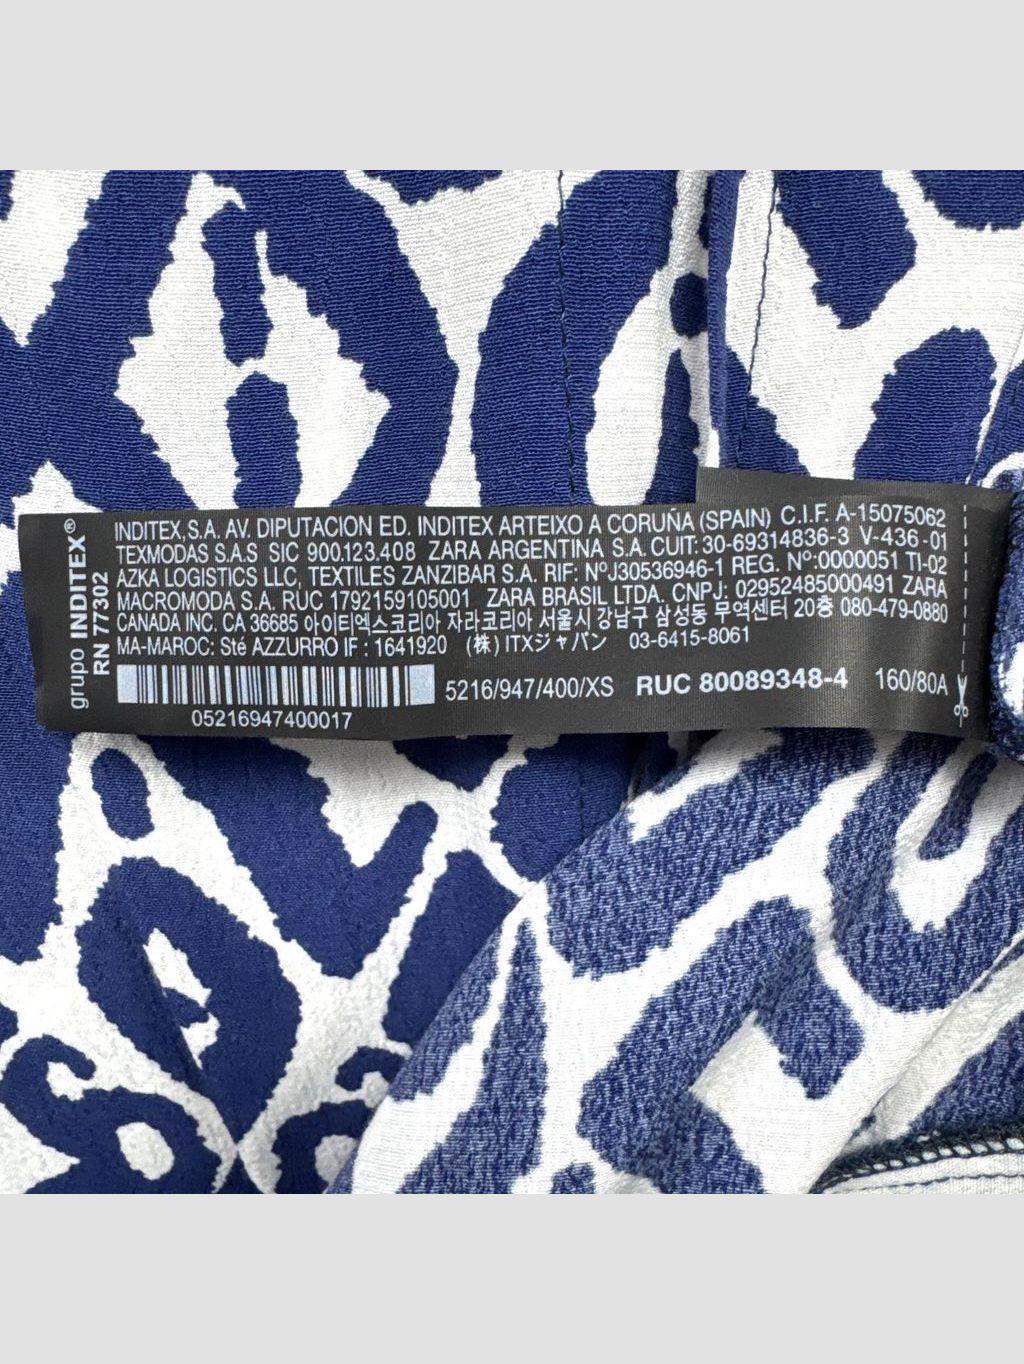 grupo INDITEX®
RN 77302
INDITEX,S.A. AV. DIPUTACION ED. INDITEX ARTEIXO A CORUÑA (SPAIN) C.I.F. A-15075062
TEXMODAS S.A.S SIC 900.123.408 ZARA ARGENTINA S.A. CUIT: 30-69314836-3 V-436-01
AZKA LOGISTICS LLC, TEXTILES ZANZIBAR S.A. RIF: NºJ30536946-1 REG. Nº:0000051 TI-02
MACROMODA S.A. RUC 1792159105001 ZARA BRASIL LTDA. CNPJ: 02952485000491 ZARA
CANADA INC. CA 36685 아이티엑스코리아 자라코리아 서울시 강남구 삼성동 무역센터 20층 080-479-0880
MA-MAROC: Sté AZZURRO IF : 1641920 (株) ITXジャパン 03-6415-8061
5216/947/400/XS RUC 80089348-4 160/80A
05216947400017